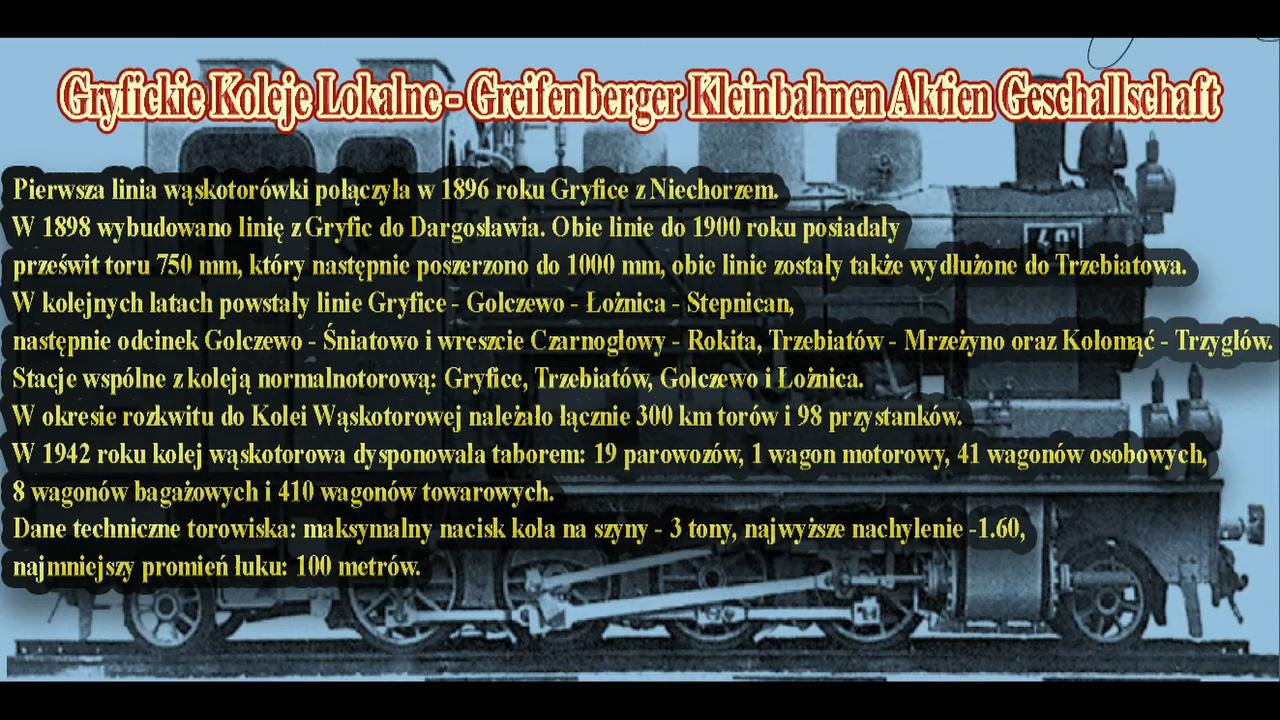 Gryfickie Koleje Lokalne - Greifenberger Kleinbahnen Aktien Geschallschaft
Pierwsza linia wąskotorówki połączyła w 1896 roku Gryfice z Niechorzem.
W 1898 wybudowano linię z Gryfic do Dargosławia. Obie linie do 1900 roku posiadały
prześwit toru 750 mm, który następnie poszerzono do 1000 mm, obie linie zostały także wydłużone do Trzebiatowa.
W kolejnych latach powstały linie Gryfice - Golczewo - Łożnica - Stepnican,
następnie odcinek Golczewo - Śniatowo i wreszcie Czarnogłowy - Rokita, Trzebiatów - Mrzeżyno oraz Kołomąć - Trzygłów.
Stacje wspólne z koleją normalnotorową: Gryfice, Trzebiatów, Golczewo i Łożnica.
W okresie rozkwitu do Kolei Wąskotorowej należało łącznie 300 km torów i 98 przystanków.
W 1942 roku kolej wąskotorowa dysponowała taborem: 19 parowozów, 1 wagon motorowy, 41 wagonów osobowych,
8 wagonów bagażowych i 410 wagonów towarowych.
Dane techniczne torowiska: maksymalny nacisk koła na szyny - 3 tony, najwyższe nachylenie -1.60,
najmniejszy promień łuku: 100 metrów.